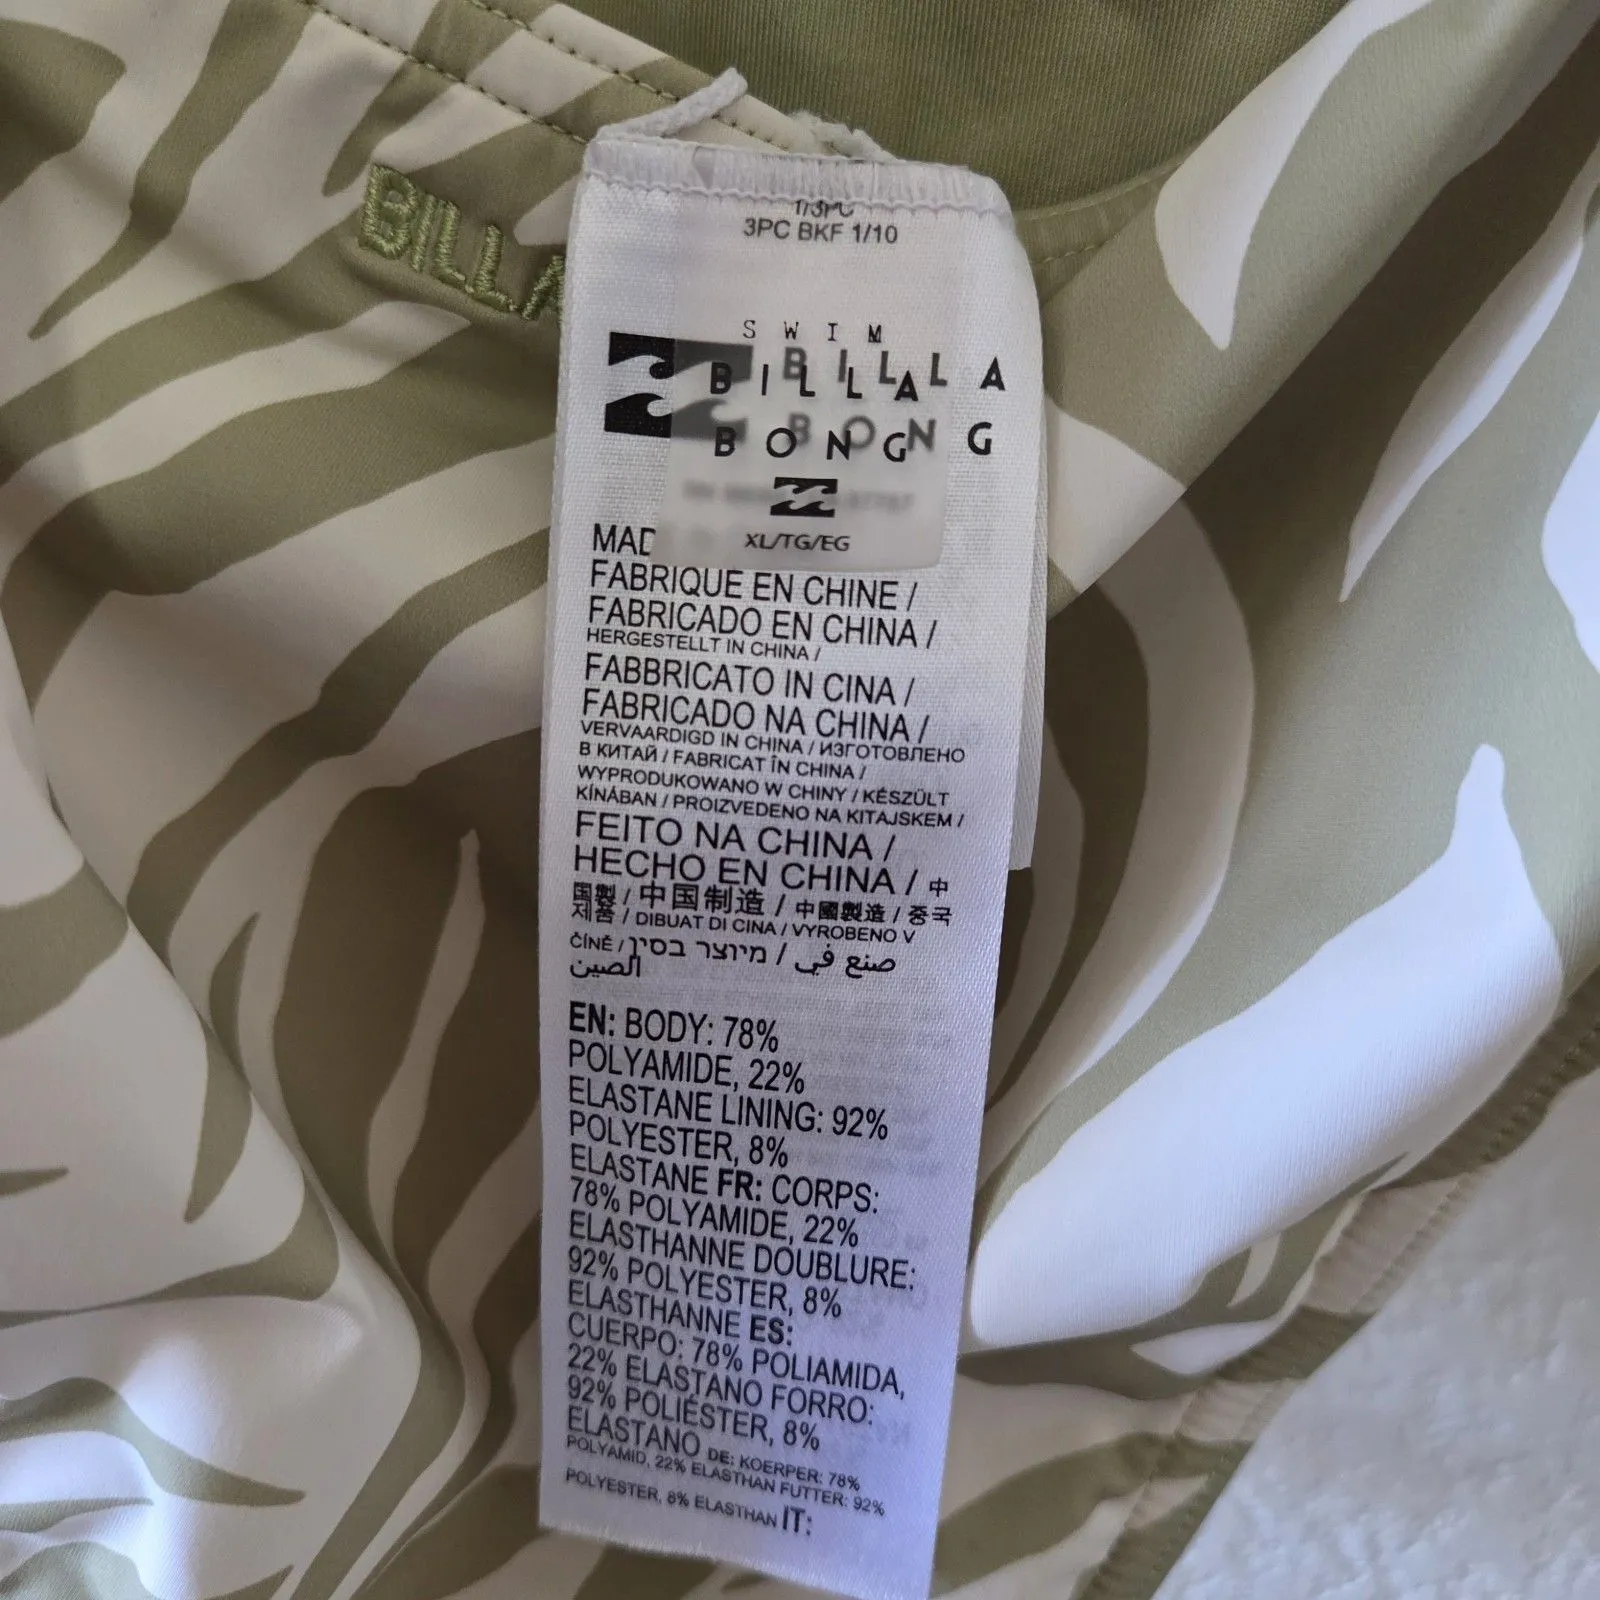 BILLA
1/3PC
3PC BKF 1/10
SWIM
BILLA
BONG
BILLA
BONG
XL/TG/EG
FABRIQUE EN CHINE /
FABRICADO EN CHINA /
HERGESTELLT IN CHINA /
FABBRICATO IN CINA /
FABRICADO NA CHINA /
VERVAARDIGD IN CHINA / ИЗГОТОВЛЕНО
В КИТАЙ / FABRICAT ÎN CHINA /
WYPRODUKOWANO W CHINY / KÉSZÜLT
KÍNÁBAN / PROIZVEDENO NA KITAJSKEM /
FEITO NA CHINA /
HECHO EN CHINA / 中
国製 / 中国制造 / 中國製造 / 중국
제품 / DIBUAT DI CINA / VYROBENO V
ČÍNĚ / מיוצר בסין / صنع في
الصين
EN: BODY: 78%
POLYAMIDE, 22%
ELASTANE LINING: 92%
POLYESTER, 8%
ELASTANE FR: CORPS:
78% POLYAMIDE, 22%
ELASTHANNE DOUBLURE:
92% POLYESTER, 8%
ELASTHANNE ES:
CUERPO: 78% POLIAMIDA,
22% ELASTANO FORRO:
92% POLIÉSTER, 8%
ELASTANO DE: KOERPER: 78%
POLYAMID, 22% ELASTHAN FUTTER: 92%
POLYESTER, 8% ELASTHAN IT: